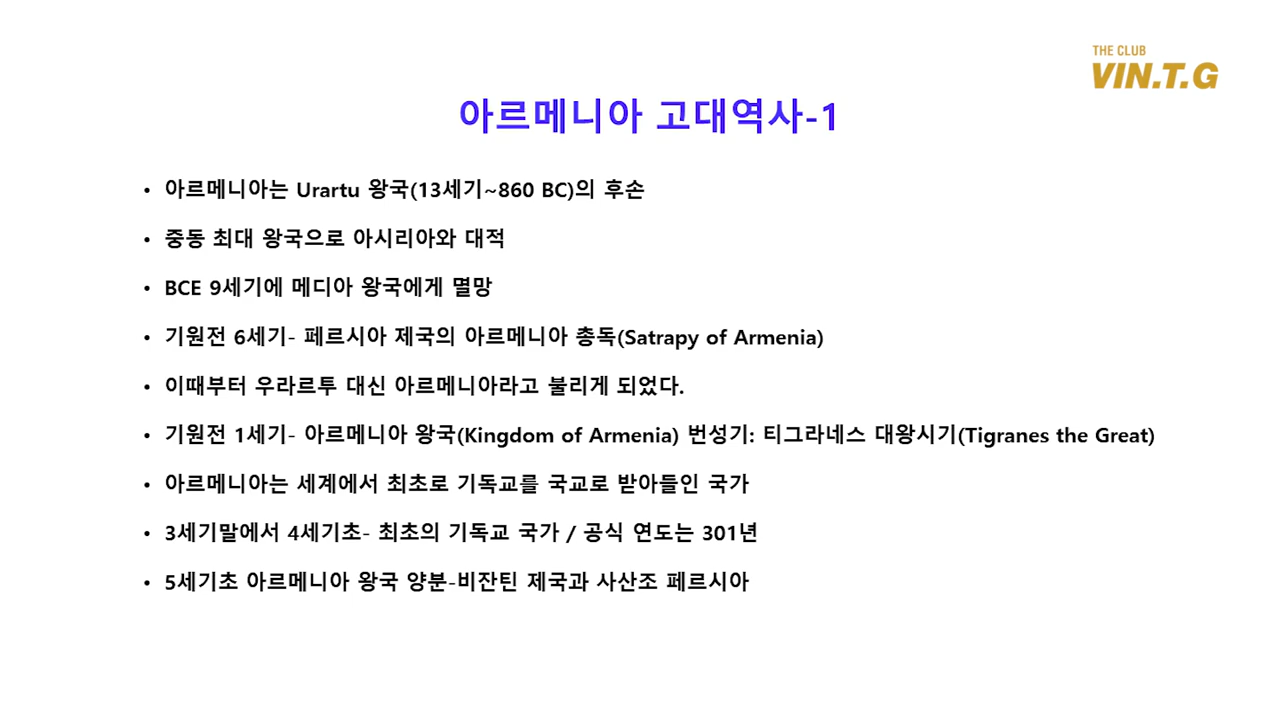 THE CLUB
VIN.T.G
아르메니아 고대역사-1
• 아르메니아는 Urartu 왕국(13세기~860 BC)의 후손
• 중동 최대 왕국으로 아시리아와 대적
• BCE 9세기에 메디아 왕국에게 멸망
• 기원전 6세기- 페르시아 제국의 아르메니아 총독(Satrapy of Armenia)
• 이때부터 우라르투 대신 아르메니아라고 불리게 되었다.
• 기원전 1세기- 아르메니아 왕국(Kingdom of Armenia) 번성기: 티그라네스 대왕시기(Tigranes the Great)
• 아르메니아는 세계에서 최초로 기독교를 국교로 받아들인 국가
• 3세기말에서 4세기초- 최초의 기독교 국가 / 공식 연도는 301년
• 5세기초 아르메니아 왕국 양분-비잔틴 제국과 사산조 페르시아